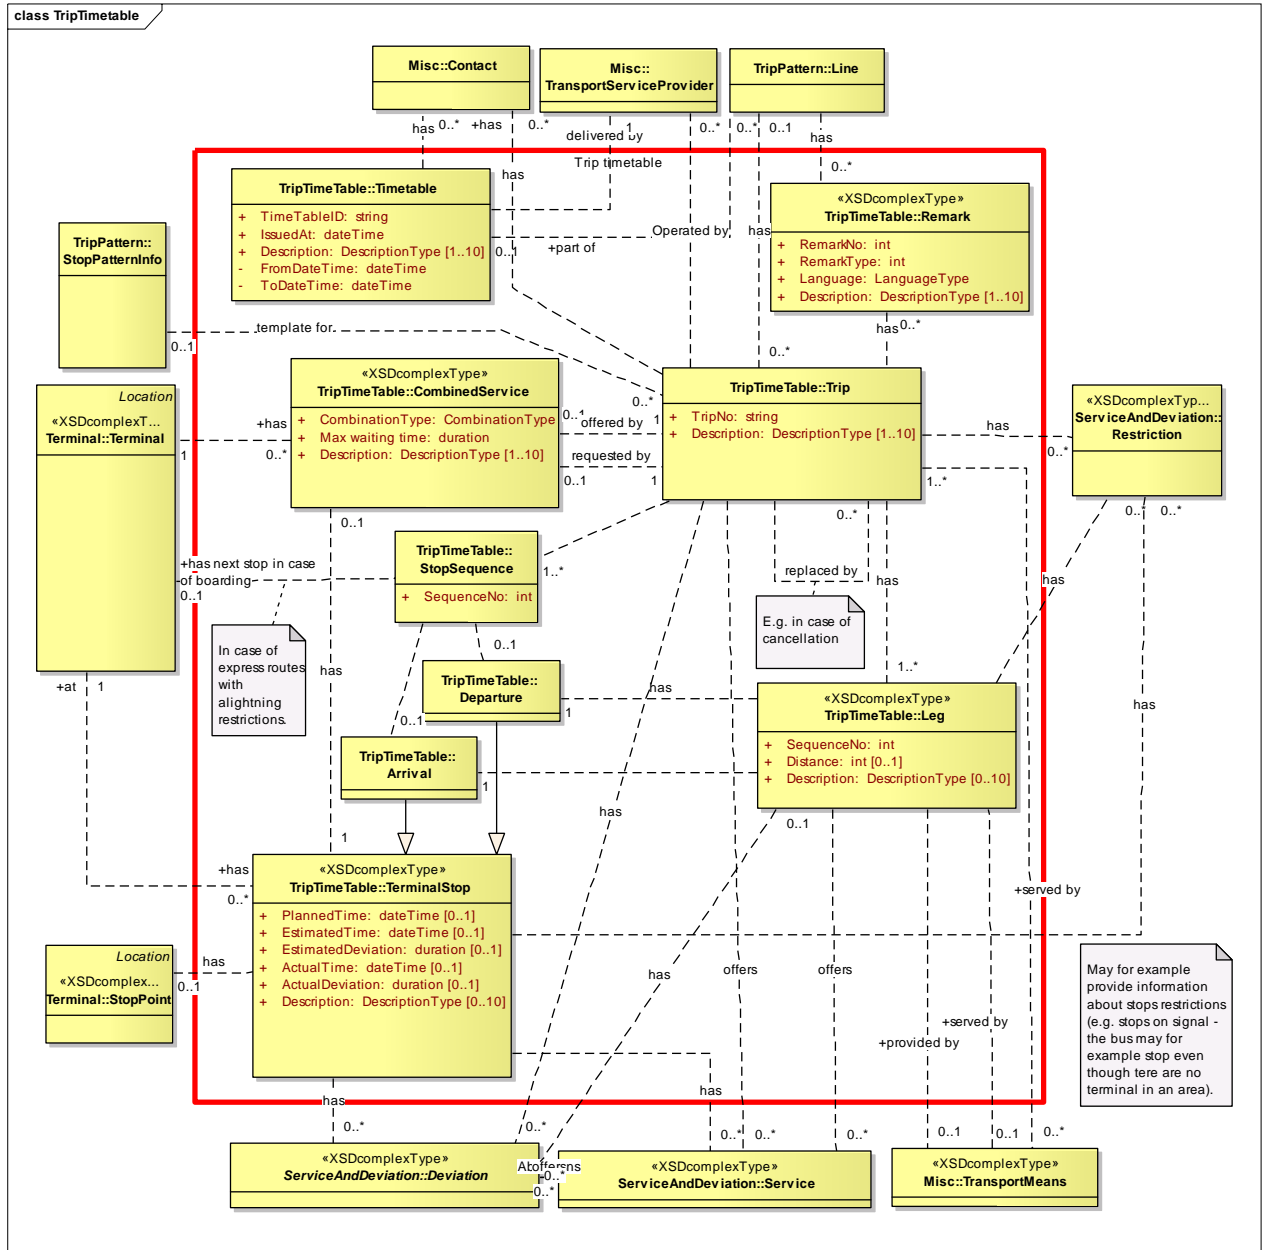 class TripTimetable
Misc::Contact
Misc::
TransportServiceProvider
TripPattern::Line
has
0..*
+has
0..*
delivered by
1
0..*
0..*
0..1
has
Trip timetable
has
0..*
TripTimeTable::Timetable
+ TimeTableID: string
+ IssuedAt: dateTime
+ Description: DescriptionType [1..10]
- FromDateTime: dateTime
- ToDateTime: dateTime
0..1
+part of
Operated by
has
«XSDcomplexType»
TripTimeTable::Remark
+ RemarkNo: int
+ RemarkType: int
+ Language: LanguageType
+ Description: DescriptionType [1..10]
has
0..*
TripPattern::
StopPatternInfo
0..1
template for
0..*
0..*
«XSDcomplexType»
TripTimeTable::CombinedService
+ CombinationType: CombinationType
+ Max waiting time: duration
+ Description: DescriptionType [1..10]
0..1
offered by
1
requested by
0..1
1
TripTimeTable::Trip
+ TripNo: string
+ Description: DescriptionType [1..10]
Location
«XSDcomplexT...
Terminal::Terminal
1
+has
0..*
has
0..*
1..*
«XSDcomplexTyp...
ServiceAndDeviation::
Restriction
0..*
0..*
0..1
0..*
TripTimeTable::
StopSequence
+ SequenceNo: int
1..*
+has next stop in case
of boarding
0..1
replaced by
has
has
In case of
express routes
with
alightning
restrictions.
E.g. in case of
cancellation
0..1
1..*
has
+at
1
TripTimeTable::
Departure
1
has
«XSDcomplexType»
TripTimeTable::Leg
+ SequenceNo: int
+ Distance: int [0..1]
+ Description: DescriptionType [0..10]
has
0..1
TripTimeTable::
Arrival
1
has
0..1
1
+has
0..*
«XSDcomplexType»
TripTimeTable::TerminalStop
+ PlannedTime: dateTime [0..1]
+ EstimatedTime: dateTime [0..1]
+ EstimatedDeviation: duration [0..1]
+ ActualTime: dateTime [0..1]
+ ActualDeviation: duration [0..1]
+ Description: DescriptionType [0..10]
+served by
Location
«XSDcomplex...
Terminal::StopPoint
has
0..1
has
offers
offers
+served by
+provided by
May for example
provide information
about stops restrictions
(e.g. stops on signal -
the bus may for
example stop even
though tere are no
terminal in an area).
has
has
0..*
0..*
0..*
0..*
0..*
0..1
0..1
0..*
«XSDcomplexType»
ServiceAndDeviation::Deviation
0..*
0..*
«XSDcomplexType»
ServiceAndDeviation::Service
«XSDcomplexType»
Misc::TransportMeans